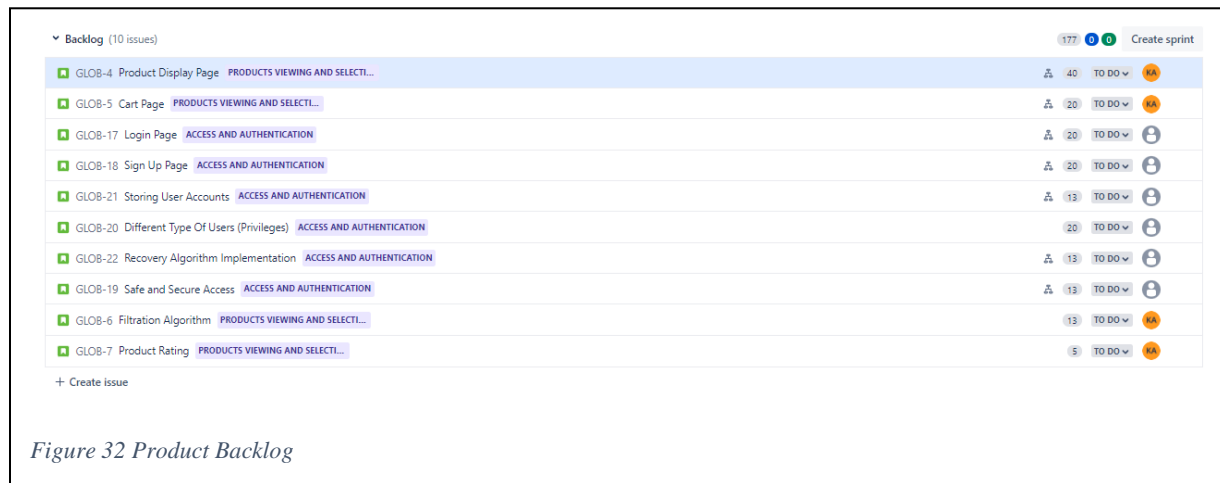 Backlog (10 issues) 177 0 0 Create sprint
GLOB-4 Product Display Page PRODUCTS VIEWING AND SELECTI... 40 TO DO KA
GLOB-5 Cart Page PRODUCTS VIEWING AND SELECTI... 20 TO DO KA
GLOB-17 Login Page ACCESS AND AUTHENTICATION 20 TO DO
GLOB-18 Sign Up Page ACCESS AND AUTHENTICATION 20 TO DO
GLOB-21 Storing User Accounts ACCESS AND AUTHENTICATION 13 TO DO
GLOB-20 Different Type Of Users (Privileges) ACCESS AND AUTHENTICATION 20 TO DO
GLOB-22 Recovery Algorithm Implementation ACCESS AND AUTHENTICATION 13 TO DO
GLOB-19 Safe and Secure Access ACCESS AND AUTHENTICATION 13 TO DO
GLOB-6 Filtration Algorithm PRODUCTS VIEWING AND SELECTI... 13 TO DO KA
GLOB-7 Product Rating PRODUCTS VIEWING AND SELECTI... 5 TO DO KA
+ Create issue
Figure 32 Product Backlog